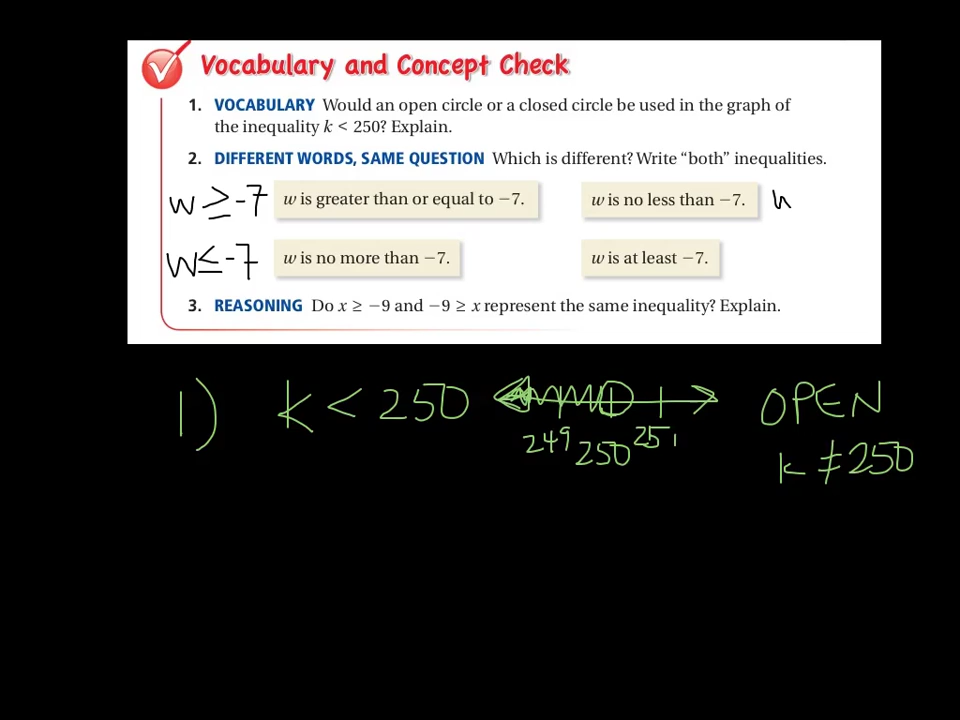 Vocabulary and Concept Check
1. VOCABULARY Would an open circle or a closed circle be used in the graph of
the inequality k < 250? Explain.
2. DIFFERENT WORDS, SAME QUESTION Which is different? Write “both” inequalities.
w ≥ -7 w is greater than or equal to −7. w is no less than −7. w
w ≤ -7 w is no more than −7. w is at least −7.
3. REASONING Do x ≥ −9 and −9 ≥ x represent the same inequality? Explain.
1) k < 250 OPEN
249 250 251 k ≠ 250